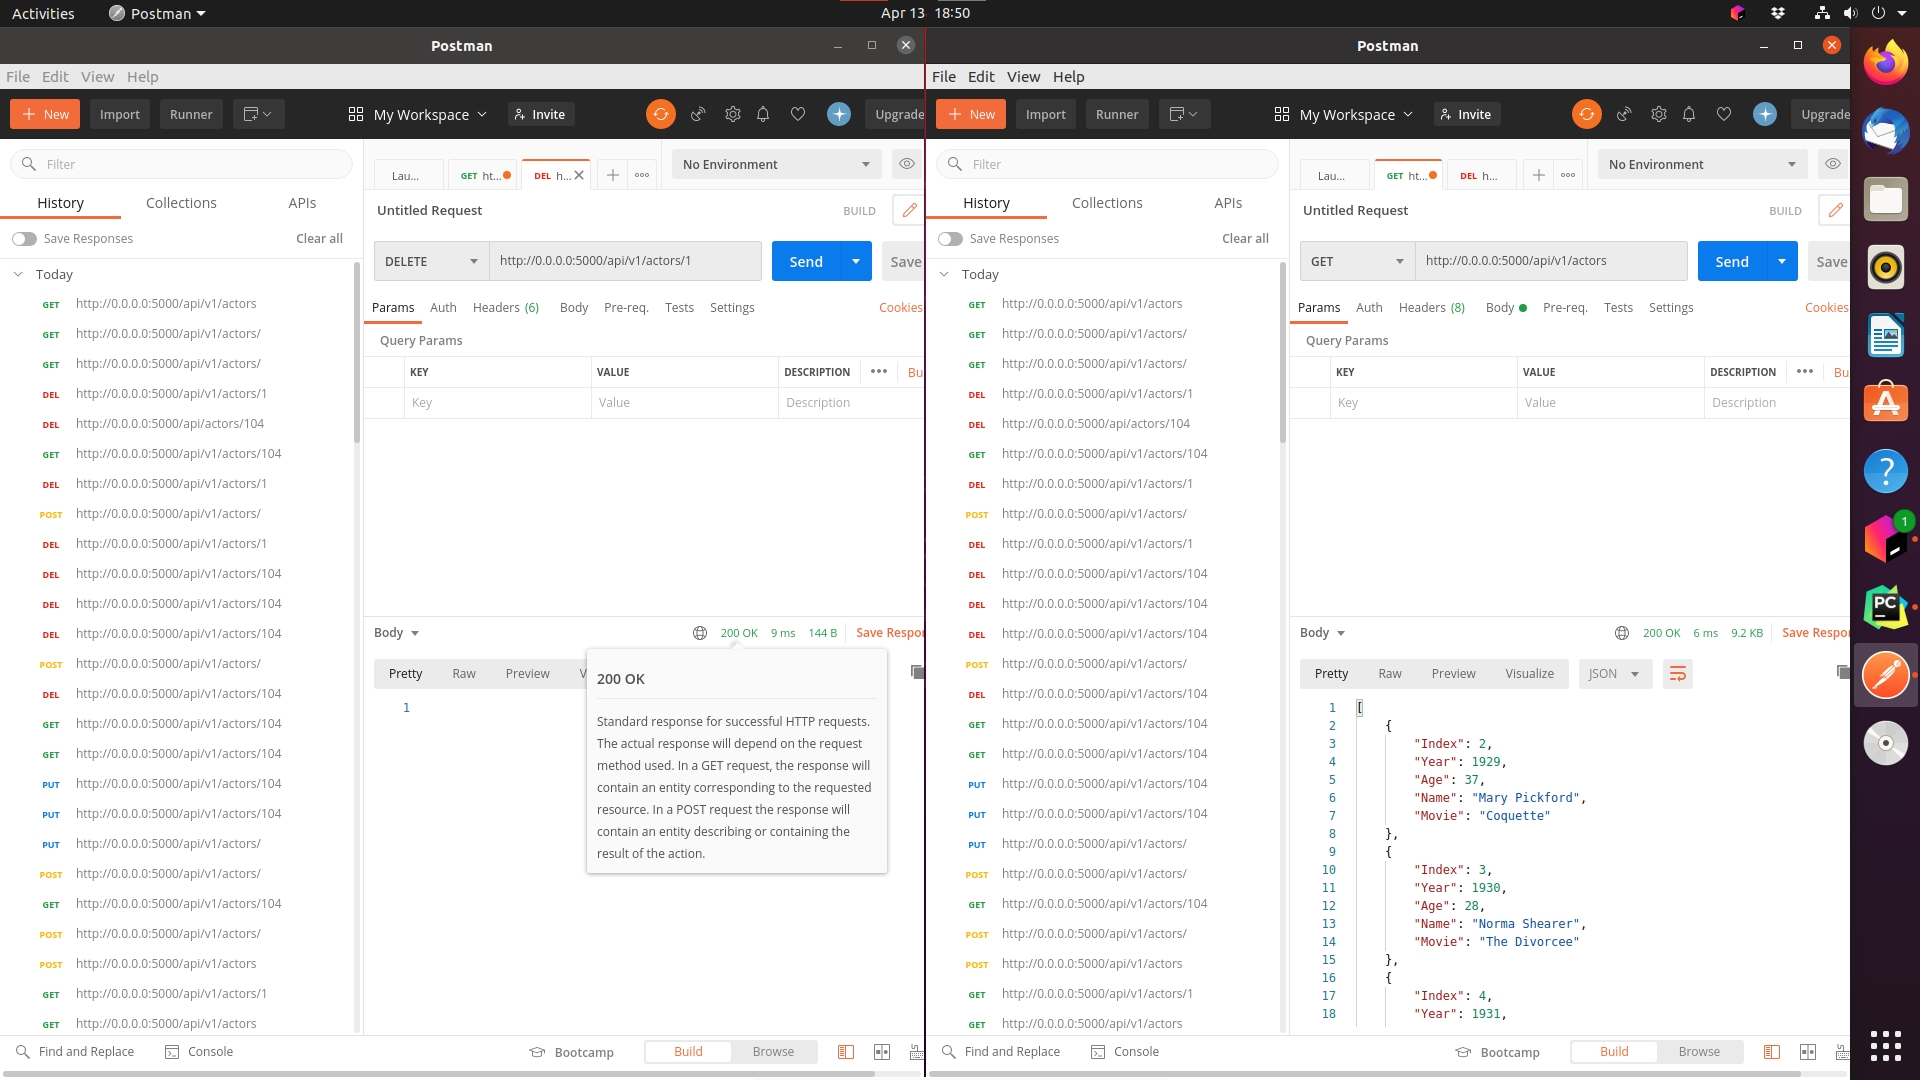 Activities
Postman
Apr 13 18:50
Postman
File Edit View Help
New
Import
Runner
My Workspace
Invite
Upgrade
Filter
History
Collections
APIs
Save Responses
Clear all
Today
GET http://0.0.0.0:5000/api/v1/actors
GET http://0.0.0.0:5000/api/v1/actors/
GET http://0.0.0.0:5000/api/v1/actors/
DEL http://0.0.0.0:5000/api/v1/actors/1
DEL http://0.0.0.0:5000/api/actors/104
GET http://0.0.0.0:5000/api/v1/actors/104
DEL http://0.0.0.0:5000/api/v1/actors/1
POST http://0.0.0.0:5000/api/v1/actors/
DEL http://0.0.0.0:5000/api/v1/actors/1
DEL http://0.0.0.0:5000/api/v1/actors/104
DEL http://0.0.0.0:5000/api/v1/actors/104
DEL http://0.0.0.0:5000/api/v1/actors/104
POST http://0.0.0.0:5000/api/v1/actors/
DEL http://0.0.0.0:5000/api/v1/actors/104
GET http://0.0.0.0:5000/api/v1/actors/104
GET http://0.0.0.0:5000/api/v1/actors/104
PUT http://0.0.0.0:5000/api/v1/actors/104
PUT http://0.0.0.0:5000/api/v1/actors/104
PUT http://0.0.0.0:5000/api/v1/actors/
POST http://0.0.0.0:5000/api/v1/actors/
GET http://0.0.0.0:5000/api/v1/actors/104
POST http://0.0.0.0:5000/api/v1/actors/
POST http://0.0.0.0:5000/api/v1/actors
GET http://0.0.0.0:5000/api/v1/actors/1
GET http://0.0.0.0:5000/api/v1/actors
Lau...
GET ht...
DEL h...
No Environment
Untitled Request
BUILD
DELETE
http://0.0.0.0:5000/api/v1/actors/1
Send
Save
Params Auth Headers (6) Body Pre-req. Tests Settings Cookies
Query Params
KEY VALUE DESCRIPTION ••• Bu
Key Value Description
Body
200 OK 9 ms 144 B Save Respon
Pretty Raw Preview V
1
200 OK
Standard response for successful HTTP requests.
The actual response will depend on the request
method used. In a GET request, the response will
contain an entity corresponding to the requested
resource. In a POST request the response will
contain an entity describing or containing the
result of the action.
Find and Replace
Console
Bootcamp
Build
Browse
Postman
File Edit View Help
New
Import
Runner
My Workspace
Invite
Upgrade
Filter
History
Collections
APIs
Save Responses
Clear all
Today
GET http://0.0.0.0:5000/api/v1/actors
GET http://0.0.0.0:5000/api/v1/actors/
GET http://0.0.0.0:5000/api/v1/actors/
DEL http://0.0.0.0:5000/api/v1/actors/1
DEL http://0.0.0.0:5000/api/actors/104
GET http://0.0.0.0:5000/api/v1/actors/104
DEL http://0.0.0.0:5000/api/v1/actors/1
POST http://0.0.0.0:5000/api/v1/actors/
DEL http://0.0.0.0:5000/api/v1/actors/1
DEL http://0.0.0.0:5000/api/v1/actors/104
DEL http://0.0.0.0:5000/api/v1/actors/104
DEL http://0.0.0.0:5000/api/v1/actors/104
POST http://0.0.0.0:5000/api/v1/actors/
DEL http://0.0.0.0:5000/api/v1/actors/104
GET http://0.0.0.0:5000/api/v1/actors/104
GET http://0.0.0.0:5000/api/v1/actors/104
PUT http://0.0.0.0:5000/api/v1/actors/104
PUT http://0.0.0.0:5000/api/v1/actors/104
PUT http://0.0.0.0:5000/api/v1/actors/
POST http://0.0.0.0:5000/api/v1/actors/
GET http://0.0.0.0:5000/api/v1/actors/104
POST http://0.0.0.0:5000/api/v1/actors/
POST http://0.0.0.0:5000/api/v1/actors
GET http://0.0.0.0:5000/api/v1/actors/1
GET http://0.0.0.0:5000/api/v1/actors
Lau...
GET ht...
DEL h...
No Environment
Untitled Request
BUILD
GET
http://0.0.0.0:5000/api/v1/actors
Send
Save
Params Auth Headers (8) Body Pre-req. Tests Settings Cookies
Query Params
KEY VALUE DESCRIPTION ••• Bu
Key Value Description
Body
200 OK 6 ms 9.2 KB Save Respo
Pretty Raw Preview Visualize JSON
1 [
2 {
3 "Index": 2,
4 "Year": 1929,
5 "Age": 37,
6 "Name": "Mary Pickford",
7 "Movie": "Coquette"
8 },
9 {
10 "Index": 3,
11 "Year": 1930,
12 "Age": 28,
13 "Name": "Norma Shearer",
14 "Movie": "The Divorcee"
15 },
16 {
17 "Index": 4,
18 "Year": 1931,
Find and Replace
Console
Bootcamp
Build
Browse
?
1
PC